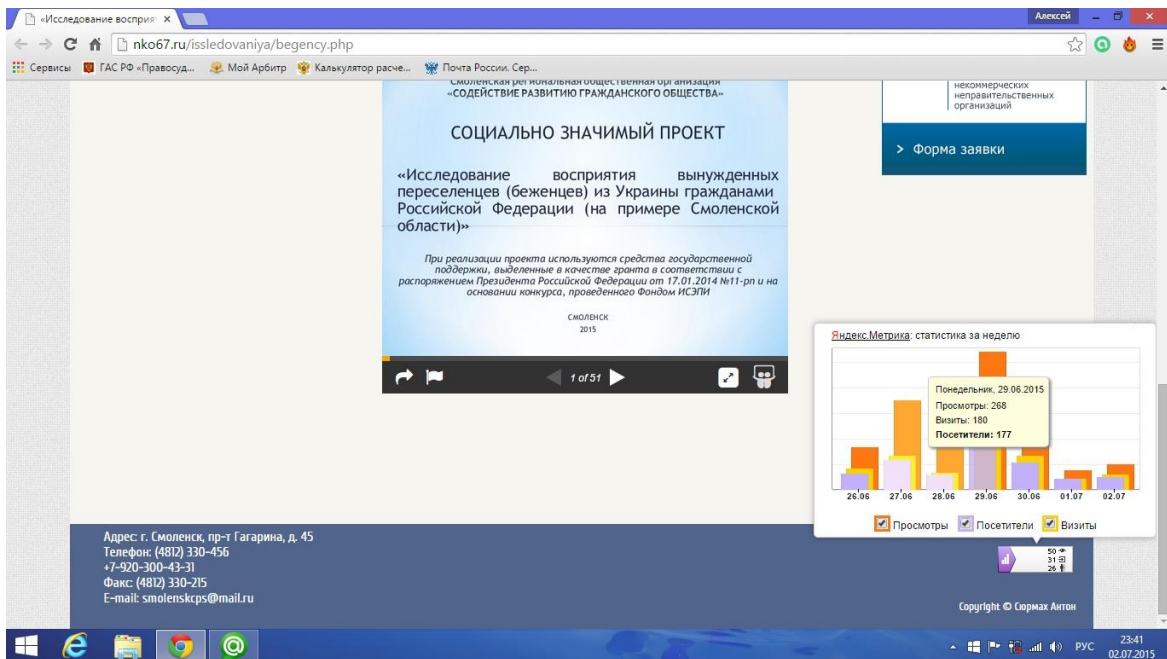 «Исследование восприя
Алексей
nko67.ru/issledovaniya/begency.php
Сервисы
ГАС РФ «Правосуд...
Мой Арбитр
Калькулятор расче...
Почта России. Сер...
Смоленская региональная общественная организация
«СОДЕЙСТВИЕ РАЗВИТИЮ ГРАЖДАНСКОГО ОБЩЕСТВА»
СОЦИАЛЬНО ЗНАЧИМЫЙ ПРОЕКТ
«Исследование восприятия вынужденных
переселенцев (беженцев) из Украины гражданами
Российской Федерации (на примере Смоленской
области)»
При реализации проекта используются средства государственной
поддержки, выделенные в качестве гранта в соответствии с
распоряжением Президента Российской Федерации от 17.01.2014 №11-рп и на
основании конкурса, проведенного Фондом ИСЭПИ
СМОЛЕНСК
2015
1 of 51
некоммерческих
неправительственных
организаций
> Форма заявки
Яндекс.Метрика: статистика за неделю
Понедельник, 29.06.2015
Просмотры: 268
Визиты: 180
Посетители: 177
26.06 27.06 28.06 29.06 30.06 01.07 02.07
Просмотры Посетители Визиты
Адрес: г. Смоленск, пр-т Гагарина, д. 45
Телефон: (4812) 330-456
+7-920-300-43-31
Факс: (4812) 330-215
E-mail: smolenskcps@mail.ru
50
31
26
Copyright © Сюрмах Антон
РУС
23:41
02.07.2015